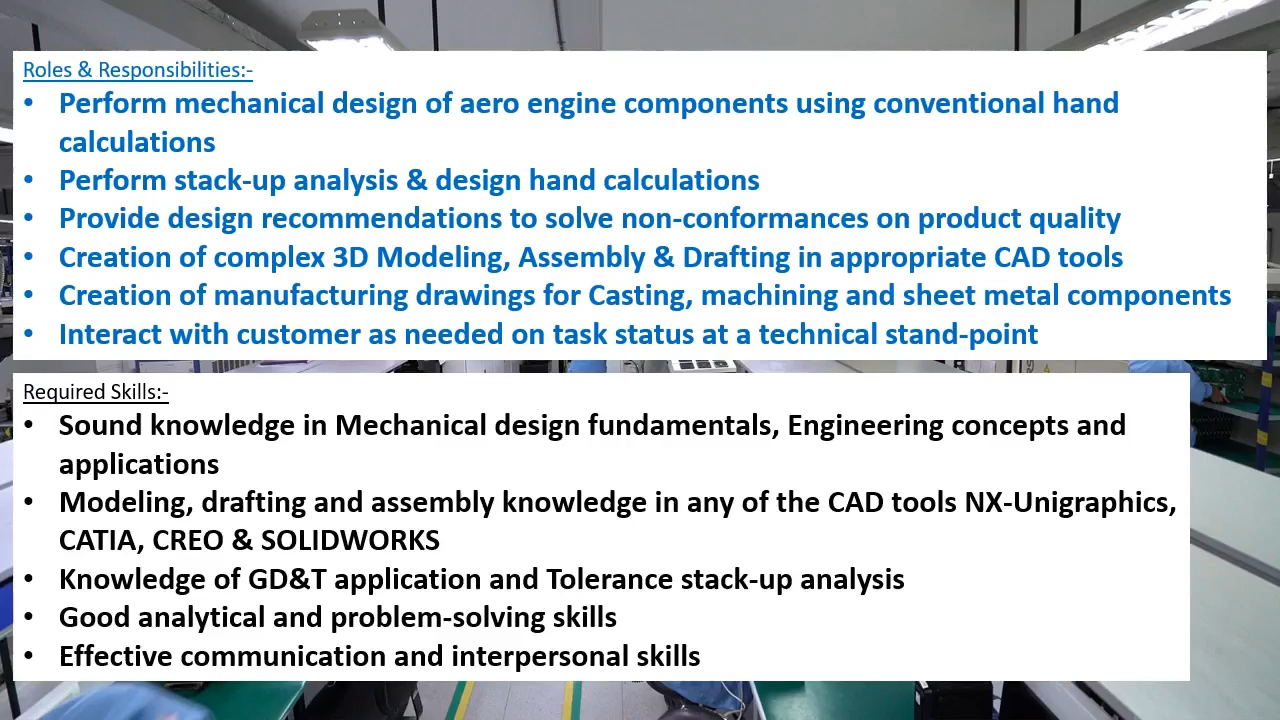 Roles & Responsibilities:-
• Perform mechanical design of aero engine components using conventional hand
calculations
• Perform stack-up analysis & design hand calculations
• Provide design recommendations to solve non-conformances on product quality
• Creation of complex 3D Modeling, Assembly & Drafting in appropriate CAD tools
• Creation of manufacturing drawings for Casting, machining and sheet metal components
• Interact with customer as needed on task status at a technical stand-point
Required Skills:-
• Sound knowledge in Mechanical design fundamentals, Engineering concepts and
applications
• Modeling, drafting and assembly knowledge in any of the CAD tools NX-Unigraphics,
CATIA, CREO & SOLIDWORKS
• Knowledge of GD&T application and Tolerance stack-up analysis
• Good analytical and problem-solving skills
• Effective communication and interpersonal skills